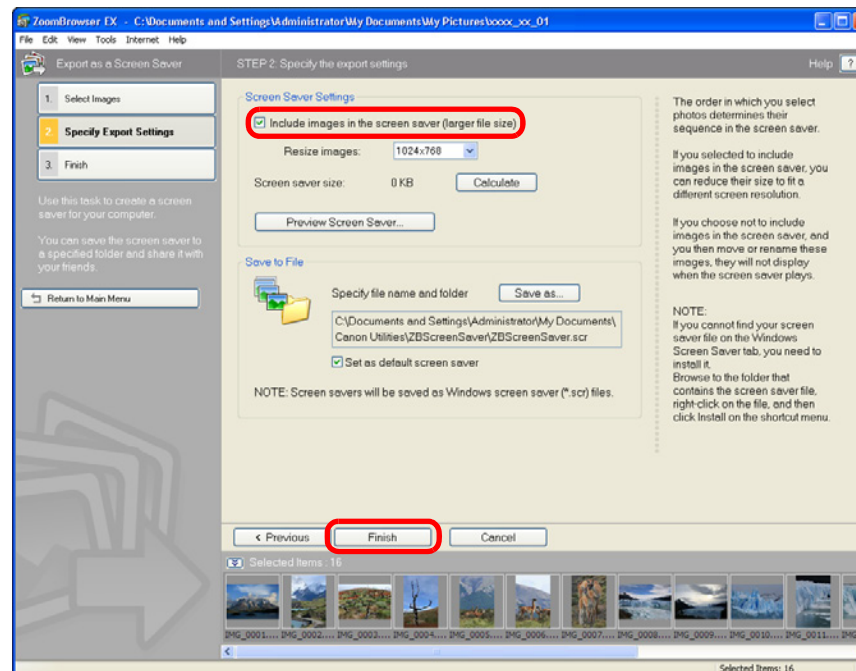 ZoomBrowser EX - C:\Documents and Settings\Administrator\My Documents\My Pictures\xxxx_xx_01
File Edit View Tools Internet Help
Export as a Screen Saver
STEP 2: Specify the export settings
Help ?
1. Select Images
2. Specify Export Settings
3. Finish
Use this task to create a screen
saver for your computer.
You can save the screen saver to
a specified folder and share it with
your friends.
Return to Main Menu
Screen Saver Settings
Include images in the screen saver (larger file size)
Resize images: 1024x768
Screen saver size: 0 KB Calculate
Preview Screen Saver...
Save to File
Specify file name and folder Save as...
C:\Documents and Settings\Administrator\My Documents\
Canon Utilities\ZBScreenSaver\ZBScreenSaver.scr
Set as default screen saver
NOTE: Screen savers will be saved as Windows screen saver (*.scr) files.
The order in which you select
photos determines their
sequence in the screen saver.
If you selected to include
images in the screen saver, you
can reduce their size to fit a
different screen resolution.
If you choose not to include
images in the screen saver, and
you then move or rename these
images, they will not display
when the screen saver plays.
NOTE:
If you cannot find your screen
saver file on the Windows
Screen Saver tab, you need to
install it.
Browse to the folder that
contains the screen saver file,
right-click on the file, and then
click Install on the shortcut menu.
< Previous Finish Cancel
Selected Items : 16
IMG_0001.... IMG_0002.... IMG_0003.... IMG_0004.... IMG_0005.... IMG_0006.... IMG_0007.... IMG_0008.... IMG_0009.... IMG_0010.... IMG_0011....
Selected Items: 16